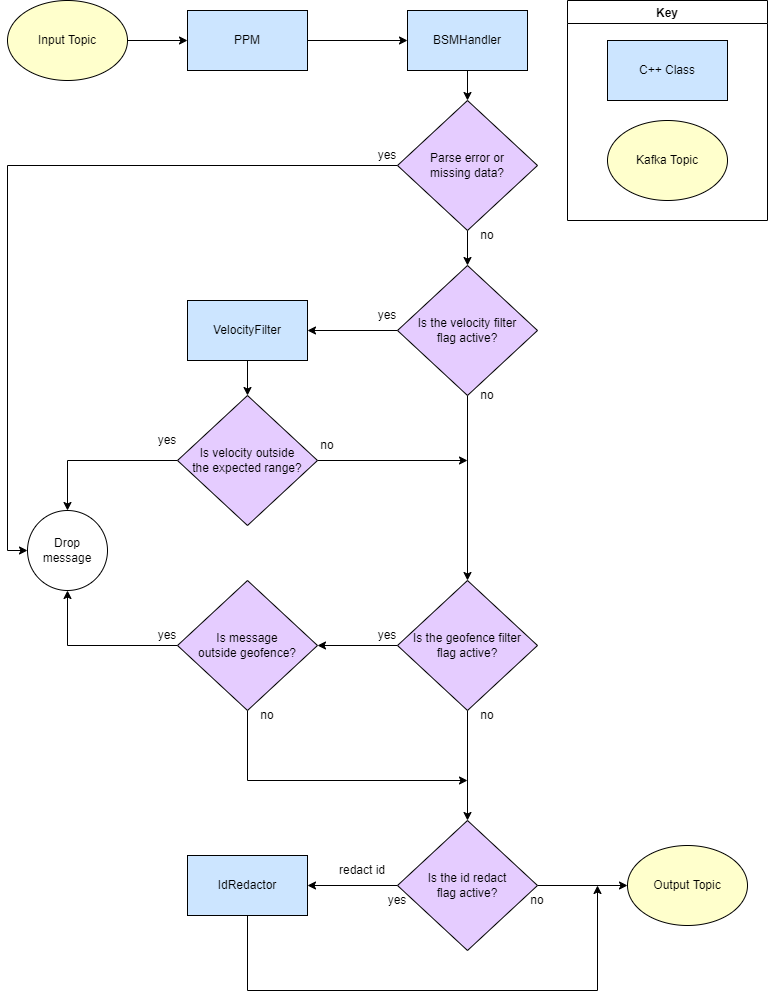 Input Topic
PPM
BSMHandler
Key
C++ Class
Kafka Topic
yes
Parse error or
missing data?
no
VelocityFilter
yes
Is the velocity filter
flag active?
no
yes
Is velocity outside
the expected range?
no
Drop
message
yes
Is message
outside geofence?
no
yes
Is the geofence filter
flag active?
no
IdRedactor
redact id
yes
Is the id redact
flag active?
no
Output Topic